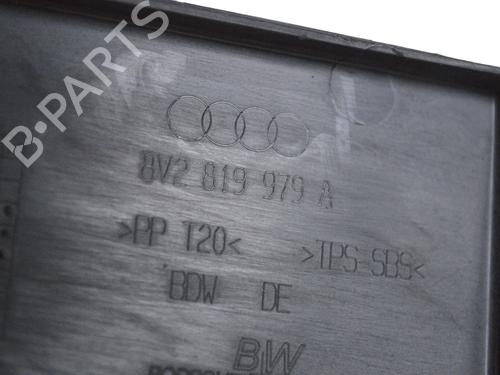 B-PARTS
8V2 819 979 A
>PP T20< >TPS-SBS<
BDW DE
BW